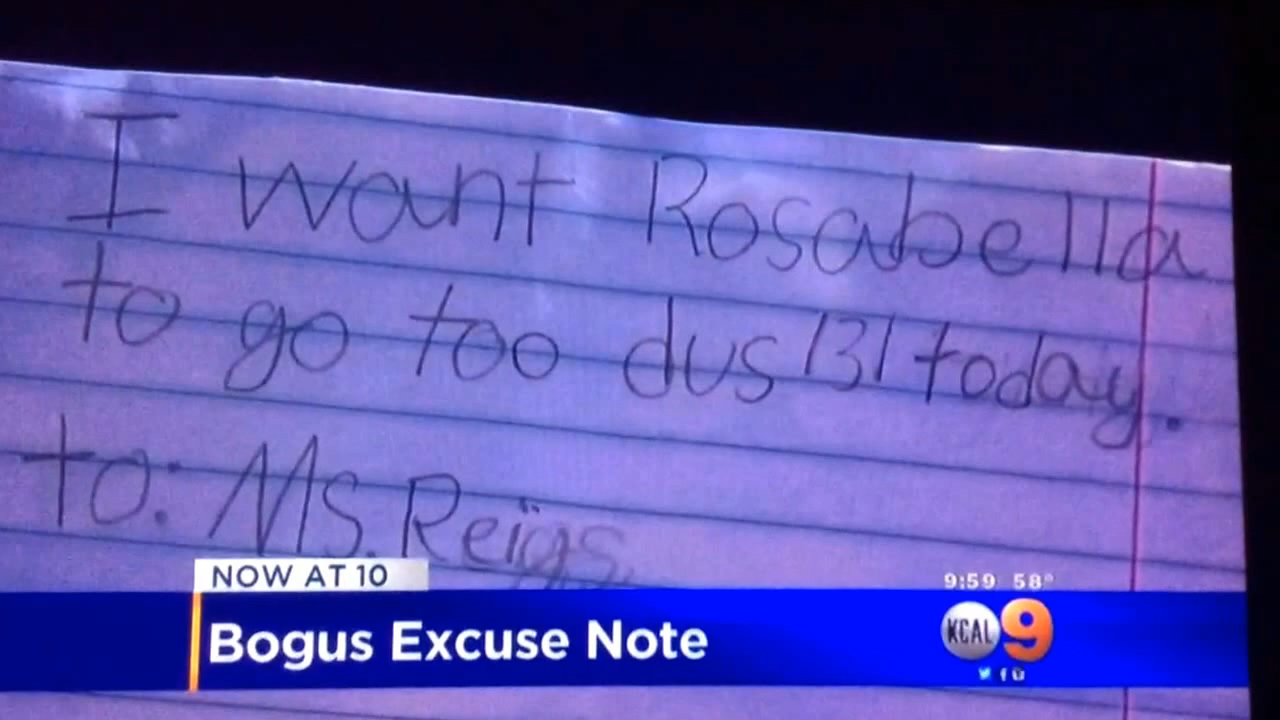 I want Rosabella
to go too dus 131 today.
to: Ms. Reigs
NOW AT 10
Bogus Excuse Note
9:59 58°
KCAL 9